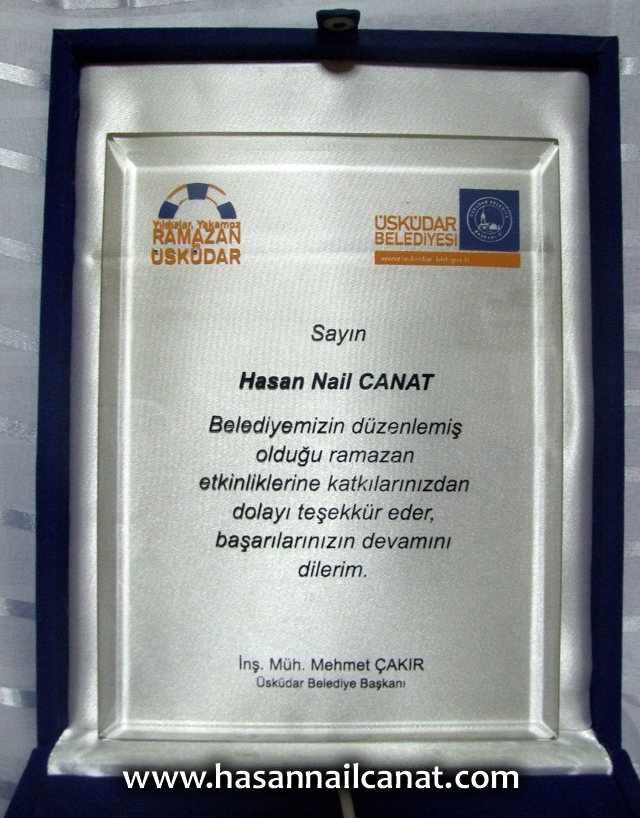 Yıldızlar, Yakamoz
RAMAZAN
ÜSKÜDAR
ÜSKÜDAR
BELEDİYESİ
Sayın
Hasan Nail CANAT
Belediyemizin düzenlemiş
olduğu ramazan
etkinliklerine katkılarınızdan
dolayı teşekkür eder,
başarılarınızın devamını
dilerim.
İnş. Müh. Mehmet ÇAKIR
Üsküdar Belediye Başkanı
www.hasannailcanat.com